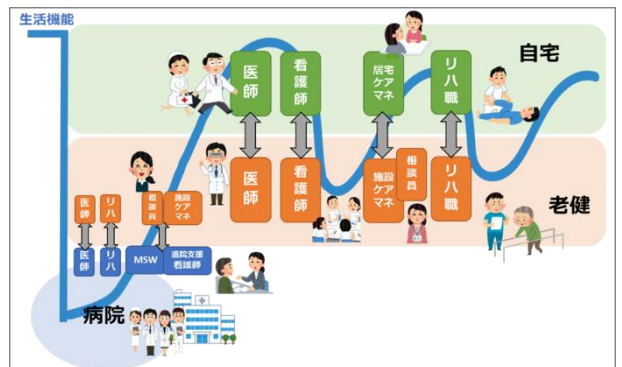 生活機能
自宅
医師
看護師
居宅ケアマネ
リハ職
医師
看護師
施設ケアマネ
相談員
リハ職
老健
医師
リハ
相談員
施設ケアマネ
医師
リハ
MSW
退院支援
看護師
病院